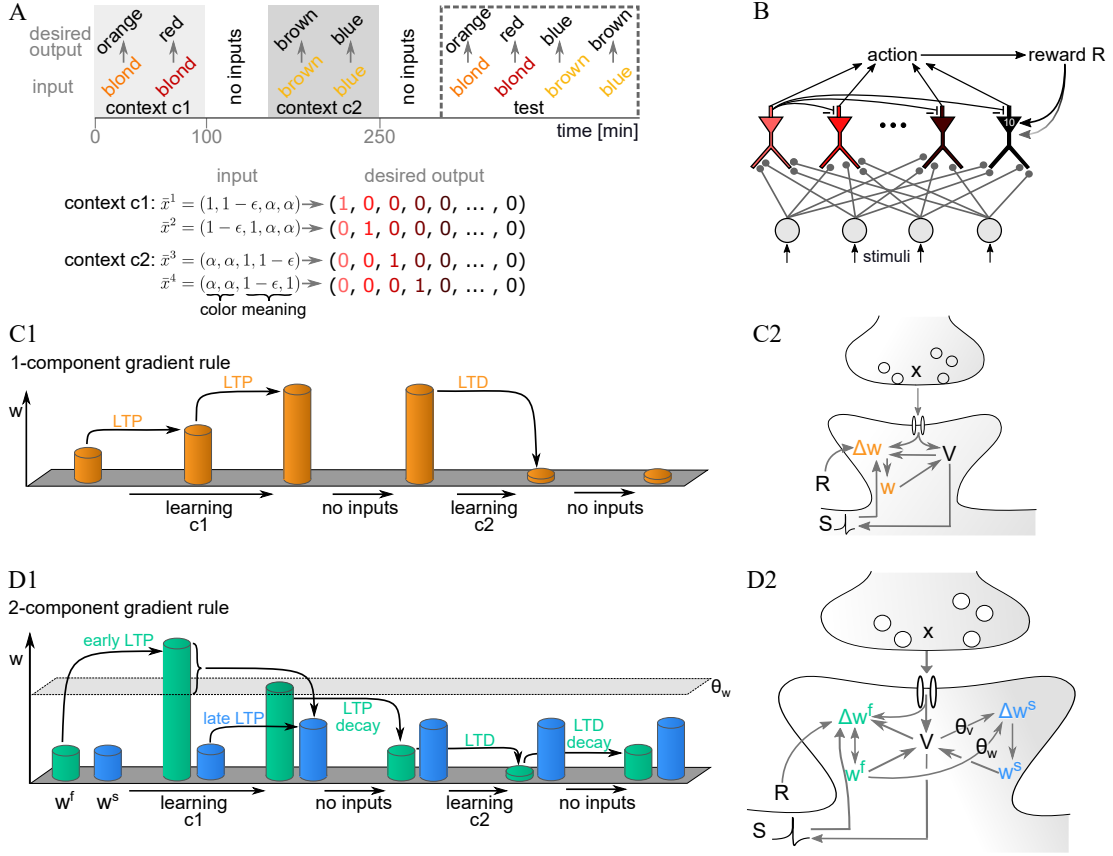 A
desired output
orange red brown blue orange red blue brown
no inputs no inputs
input
blond blond brown blue blond blond brown blue
context c1 context c2 test
0 100 250 time [min]
input desired output
context c1: x̄¹ = (1, 1 − ϵ, α, α) (1, 0, 0, 0, 0, ... , 0)
x̄² = (1 − ϵ, 1, α, α) (0, 1, 0, 0, 0, ... , 0)
context c2: x̄³ = (α, α, 1, 1 − ϵ) (0, 0, 1, 0, 0, ... , 0)
x̄⁴ = (α, α, 1 − ϵ, 1) (0, 0, 0, 1, 0, ... , 0)
color meaning
B
action reward R
10
stimuli
C1
1-component gradient rule
w
LTP LTP LTD
learning c1
no inputs
learning c2
no inputs
C2
x
Δw V
R w
S
D1
2-component gradient rule
w
early LTP
θw
late LTP
LTP decay
LTD
LTD decay
wᶠ wˢ
learning c1
no inputs
learning c2
no inputs
D2
x
Δwᶠ Δwˢ
V θv
θw
wᶠ wˢ
R
S